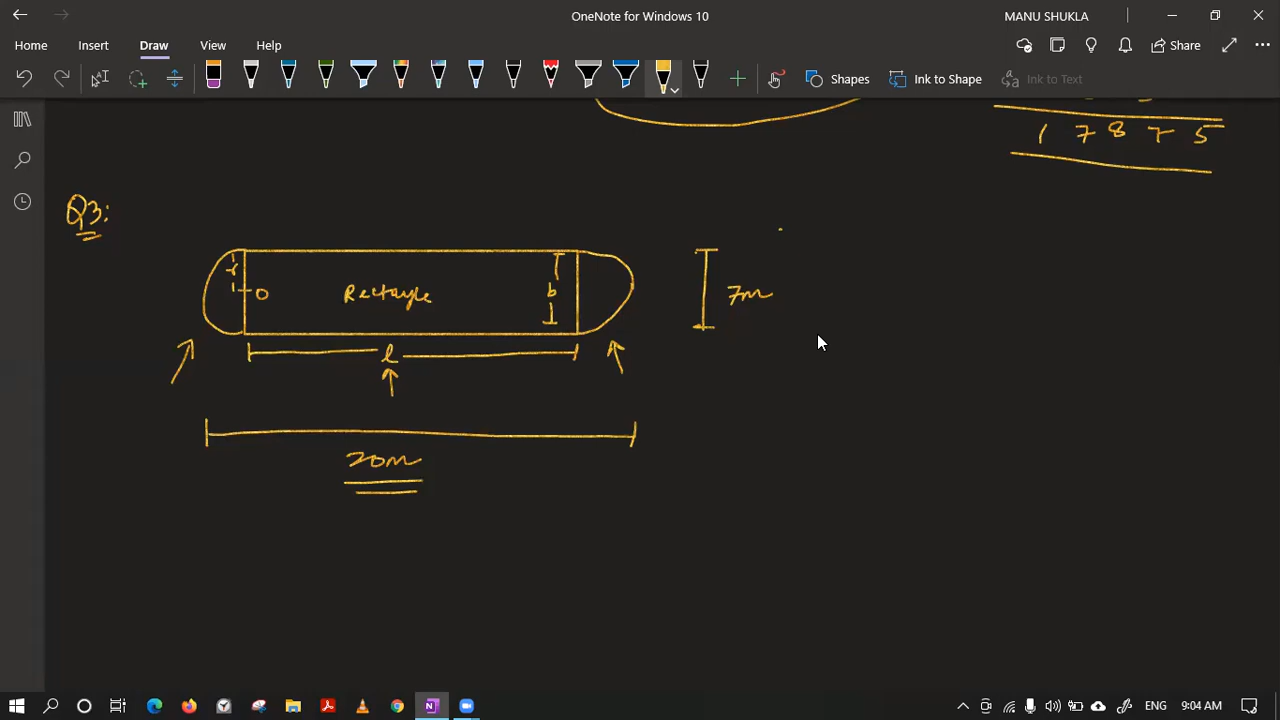 OneNote for Windows 10
MANU SHUKLA
Home Insert Draw View Help
Share
Shapes
Ink to Shape
Ink to Text
1 7 8 7 5
Q3:
r
O
Rectangle
b
7m
l
20m
ENG
9:04 AM